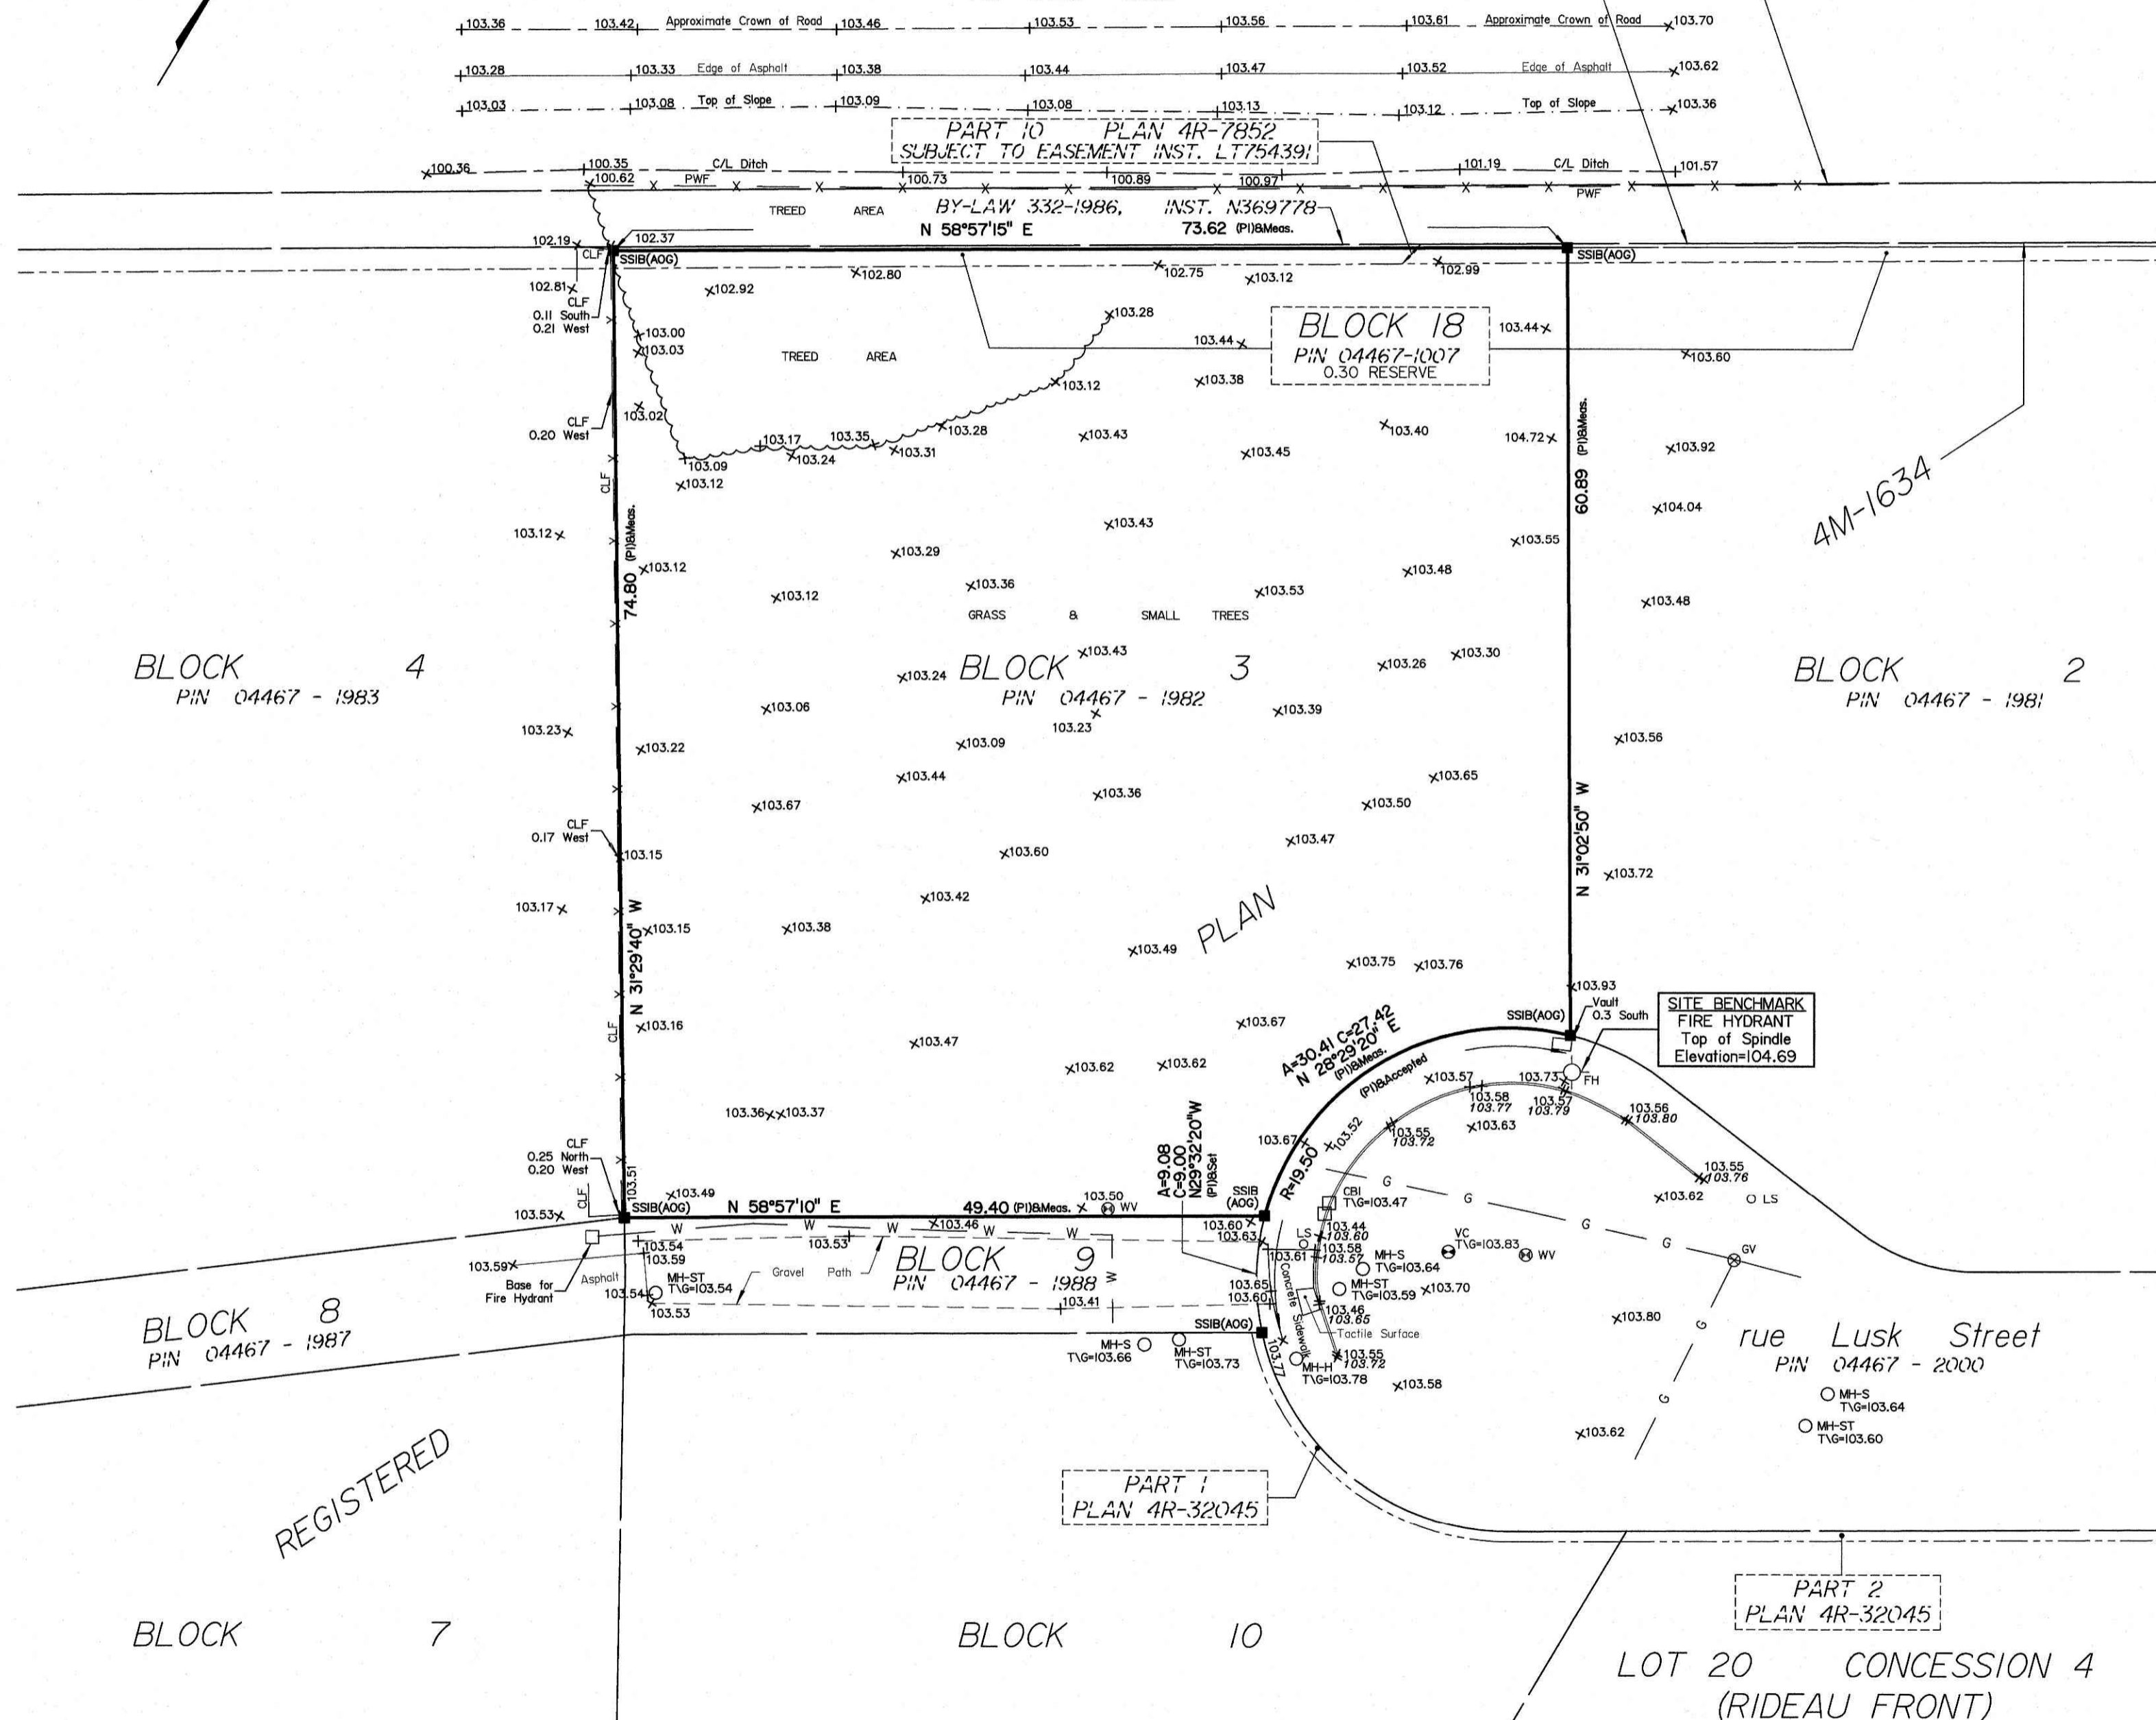 103.36 103.42 Approximate Crown of Road 103.46 103.53 103.56 103.61 Approximate Crown of Road 103.70
103.28 103.33 Edge of Asphalt 103.38 103.44 103.47 103.52 Edge of Asphalt 103.62
103.03 103.08 Top of Slope 103.09 103.08 103.13 103.12 Top of Slope 103.36
PART 10 PLAN 4R-7852
SUBJECT TO EASEMENT INST. LT754391
100.36 100.35 C/L Ditch 101.19 C/L Ditch 101.57
100.62 PWF 100.73 100.89 100.97 PWF
TREED AREA BY-LAW 332-1986, INST. N369778
N 58°57'15" E 73.62 (P1)&Meas.
102.19 102.37
CLF SSIB(AOG) SSIB(AOG)
102.81 102.92 102.80 102.75 103.12 102.99
CLF
0.11 South
0.21 West
103.28
BLOCK 18
PIN 04467-1007
0.30 RESERVE
103.00 103.44 103.44
103.03 TREED AREA 103.60
103.12 103.38
103.02
CLF
0.20 West
103.17 103.35 103.28 103.43 103.40 104.72 103.92
103.09 103.24 103.31 103.45
CLF 103.12
60.89 (P1)&Meas.
4M-1634
74.80 (P1)&Meas.
103.12 103.43 104.04
103.29 103.55
103.12 103.36 103.48
103.12 103.53 103.48
GRASS & SMALL TREES
BLOCK 4
PIN 04467 - 1983
BLOCK 3
PIN 04467 - 1982
BLOCK 2
PIN 04467 - 1981
103.43 103.30
103.24 103.26
103.06 103.39
103.23 103.22 103.09 103.23 103.56
103.44 103.65
103.67 103.36 103.50
CLF
0.17 West
103.15 103.60 103.47
N 31°02'50" W
103.72
103.17 103.42
N 31°29'40" W
103.15 103.38 103.49
PLAN
103.75 103.76
103.93
CLF 103.16 103.47 103.67
SSIB(AOG)
Vault
0.3 South
SITE BENCHMARK
FIRE HYDRANT
Top of Spindle
Elevation=104.69
103.62 103.62
A=30.41 C=27.42
N 28°29'20" E
(P1)&Meas.
(P1)&Accepted
R=19.50
103.57 103.73 FH
103.58
103.77
103.57
103.79
103.56
103.80
103.36 103.37
103.67 103.52
103.55
103.72
103.63
A=9.08
C=9.00
N29°32'20"W
(P1)&Set
CLF
0.25 North
0.20 West
CLF 103.51
103.49
103.53
SSIB(AOG) N 58°57'10" E 49.40 (P1)&Meas. 103.50 WV
SSIB
(AOG)
CB1
T\G=103.47
G G G G
103.55
103.76
103.62 LS
W W W 103.46 W W
103.60
103.63
LS
103.44
103.60
103.54 103.53
103.59
103.61
103.58
103.57
VC
T\G=103.83
WV GV
103.59
Asphalt
Base for
Fire Hydrant
MH-ST
T\G=103.54
Gravel Path
BLOCK 9
PIN 04467 - 1988
W
MH-S
T\G=103.64
MH-ST
T\G=103.59
103.70
103.54
103.53 103.41
103.65
103.60
Concrete Sidewalk
103.46
103.65
Tactile Surface
103.80 G
BLOCK 8
PIN 04467 - 1987
SSIB(AOG)
MH-S
T\G=103.66
MH-ST
T\G=103.73
103.77
MH-H
T\G=103.78
103.55
103.72
103.58
G
rue Lusk Street
PIN 04467 - 2000
MH-S
T\G=103.64
MH-ST
T\G=103.60
103.62
REGISTERED
PART 1
PLAN 4R-32045
PART 2
PLAN 4R-32045
BLOCK 7 BLOCK 10
LOT 20 CONCESSION 4
(RIDEAU FRONT)